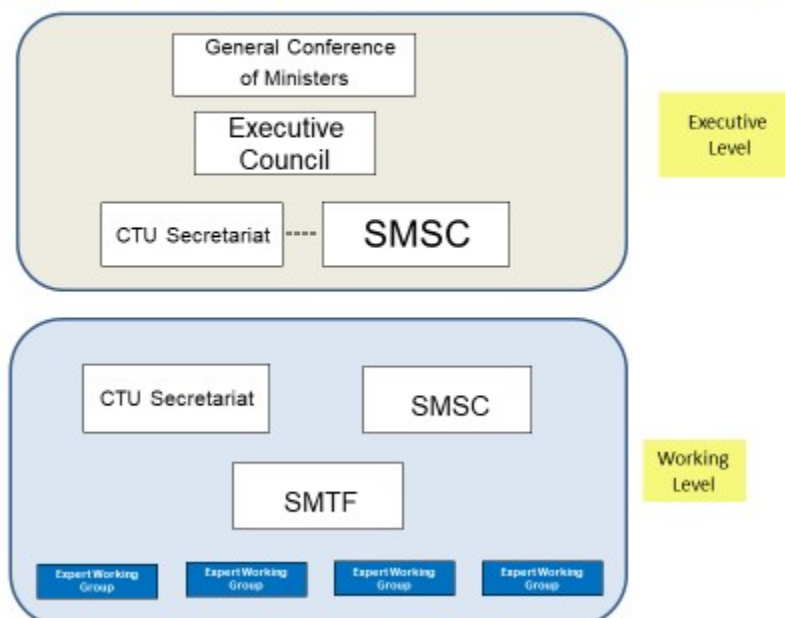 General Conference
of Ministers
Executive
Council
Executive
Level
CTU Secretariat
SMSC
CTU Secretariat
SMSC
Working
Level
SMTF
Expert Working
Group
Expert Working
Group
Expert Working
Group
Expert Working
Group